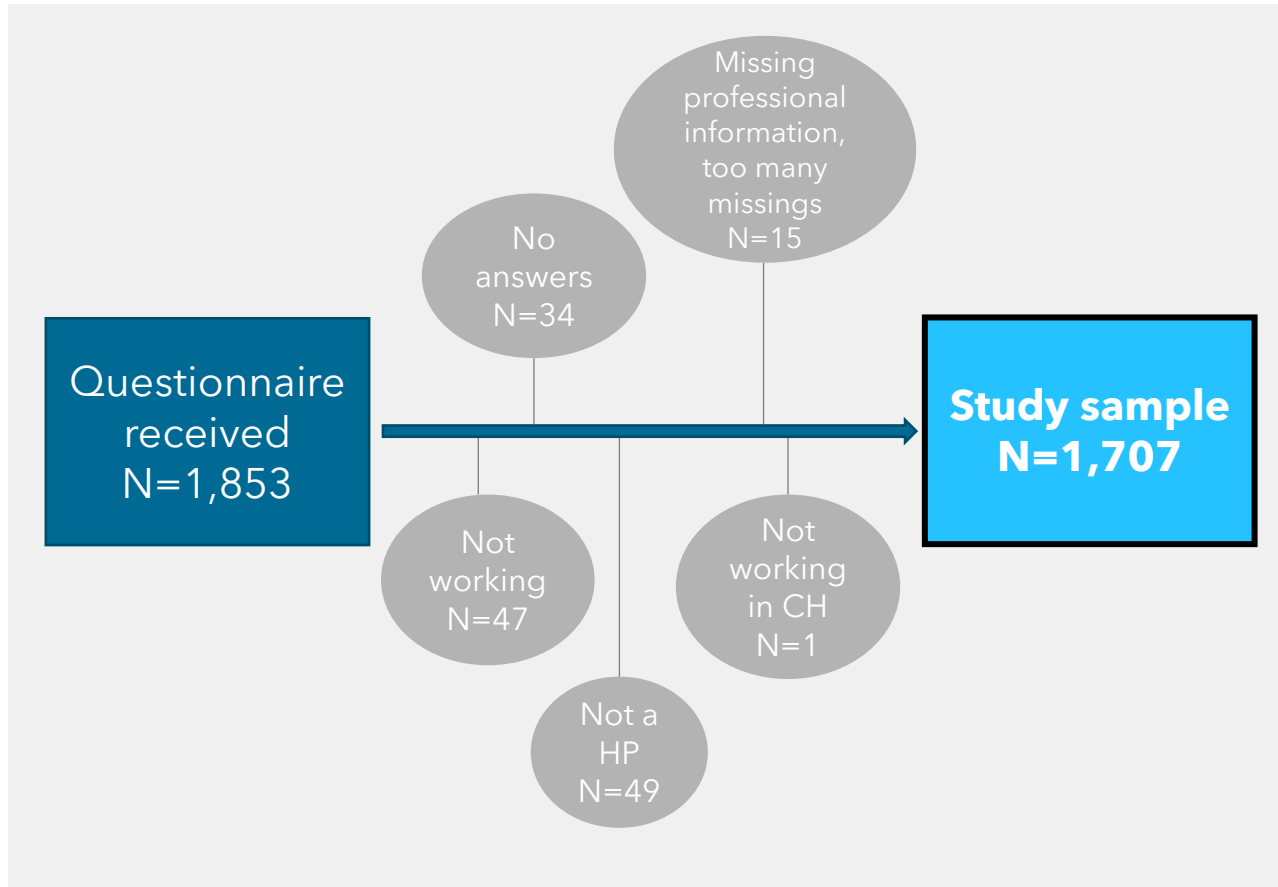 Questionnaire
received
N=1,853
Not
working
N=47
No
answers
N=34
Not a
HP
N=49
Missing
professional
information,
too many
missings
N=15
Not
working
in CH
N=1
Study sample
N=1,707